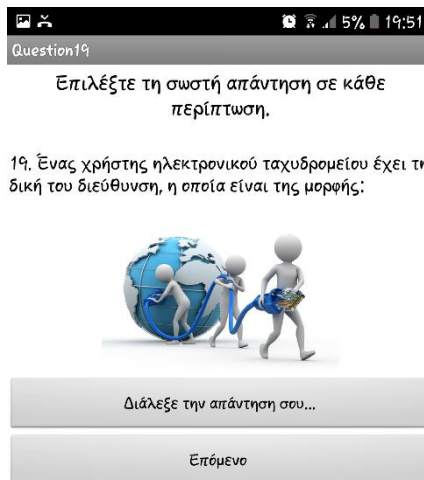 5% 19:51
Question19
Επιλέξτε τη σωστή απάντηση σε κάθε
περίπτωση.
19. Ένας χρήστης ηλεκτρονικού ταχυδρομείου έχει τη
δική του διεύθυνση, η οποία είναι της μορφής:
Διάλεξε την απάντηση σου...
Επόμενο